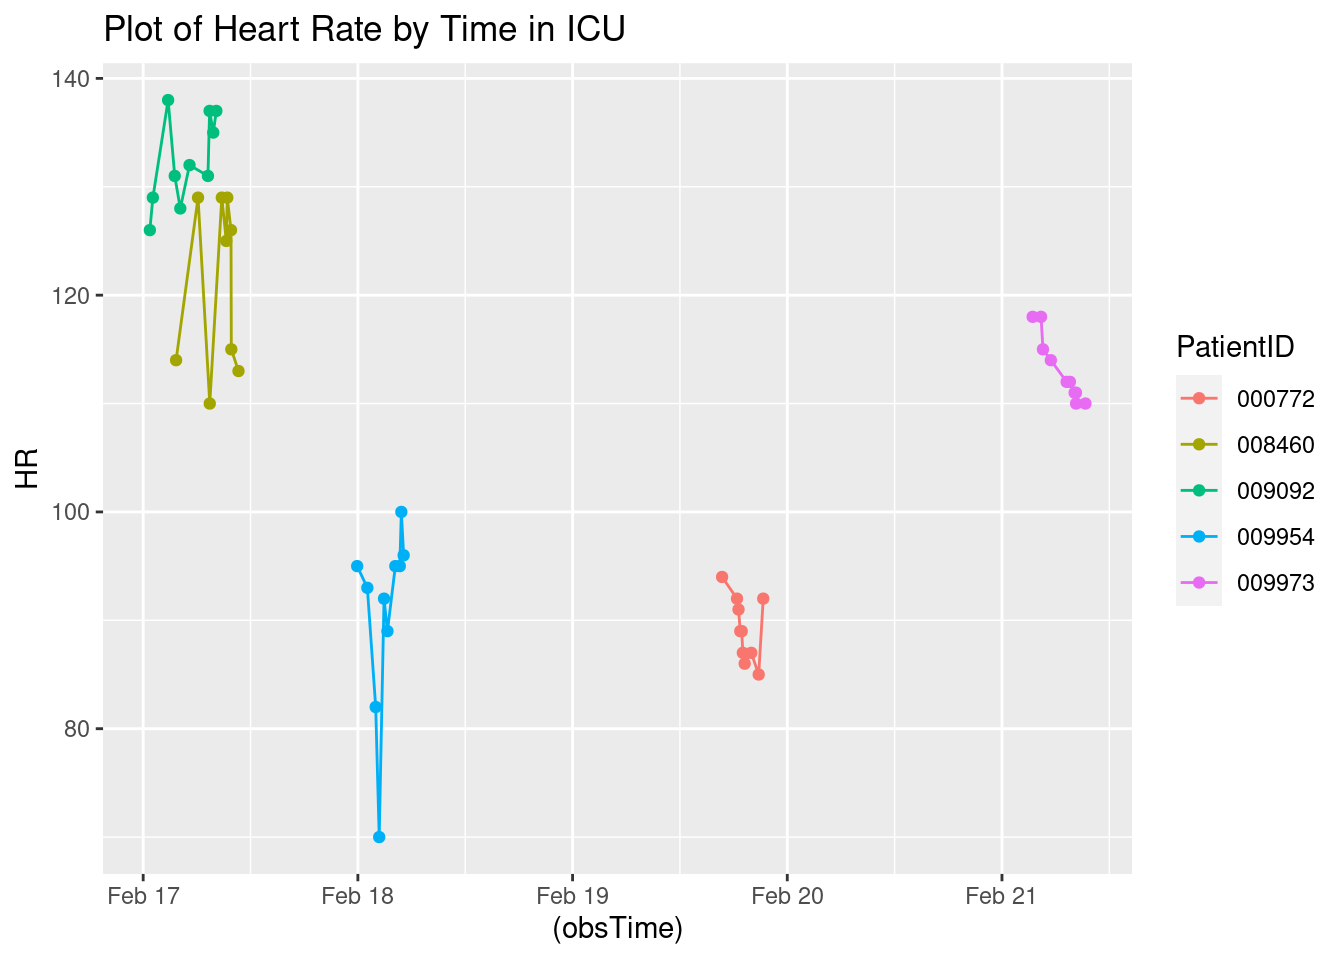 Plot of Heart Rate by Time in ICU
140
120
100
80
HR
Feb 17
Feb 18
Feb 19
Feb 20
Feb 21
(obsTime)
PatientID
000772
008460
009092
009954
009973